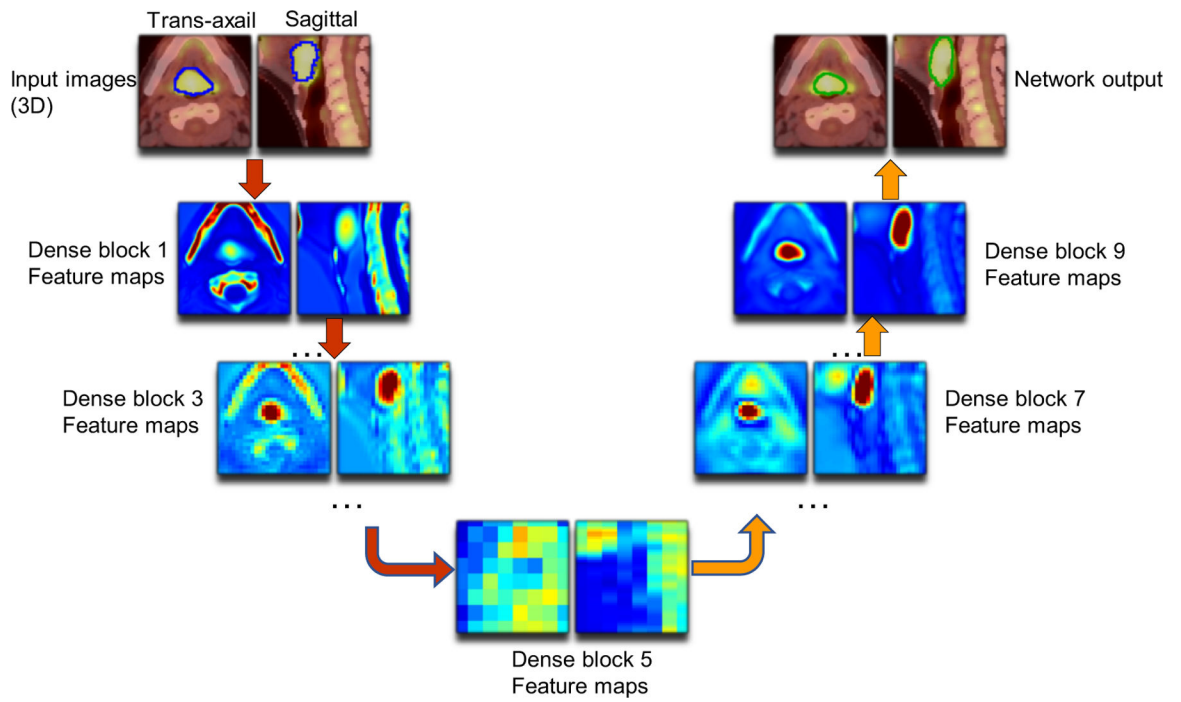 Trans-axail
Sagittal
Input images
(3D)
Network output
Dense block 1
Feature maps
Dense block 9
Feature maps
...
...
Dense block 3
Feature maps
Dense block 7
Feature maps
...
...
Dense block 5
Feature maps